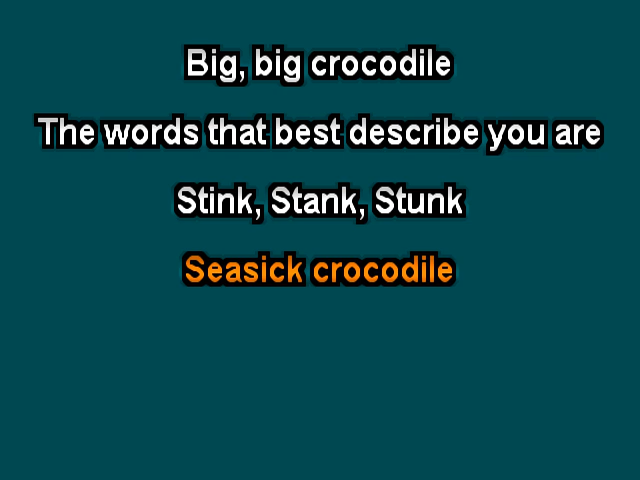 Big, big crocodile
The words that best describe you are
Stink, Stank, Stunk
Seasick crocodile